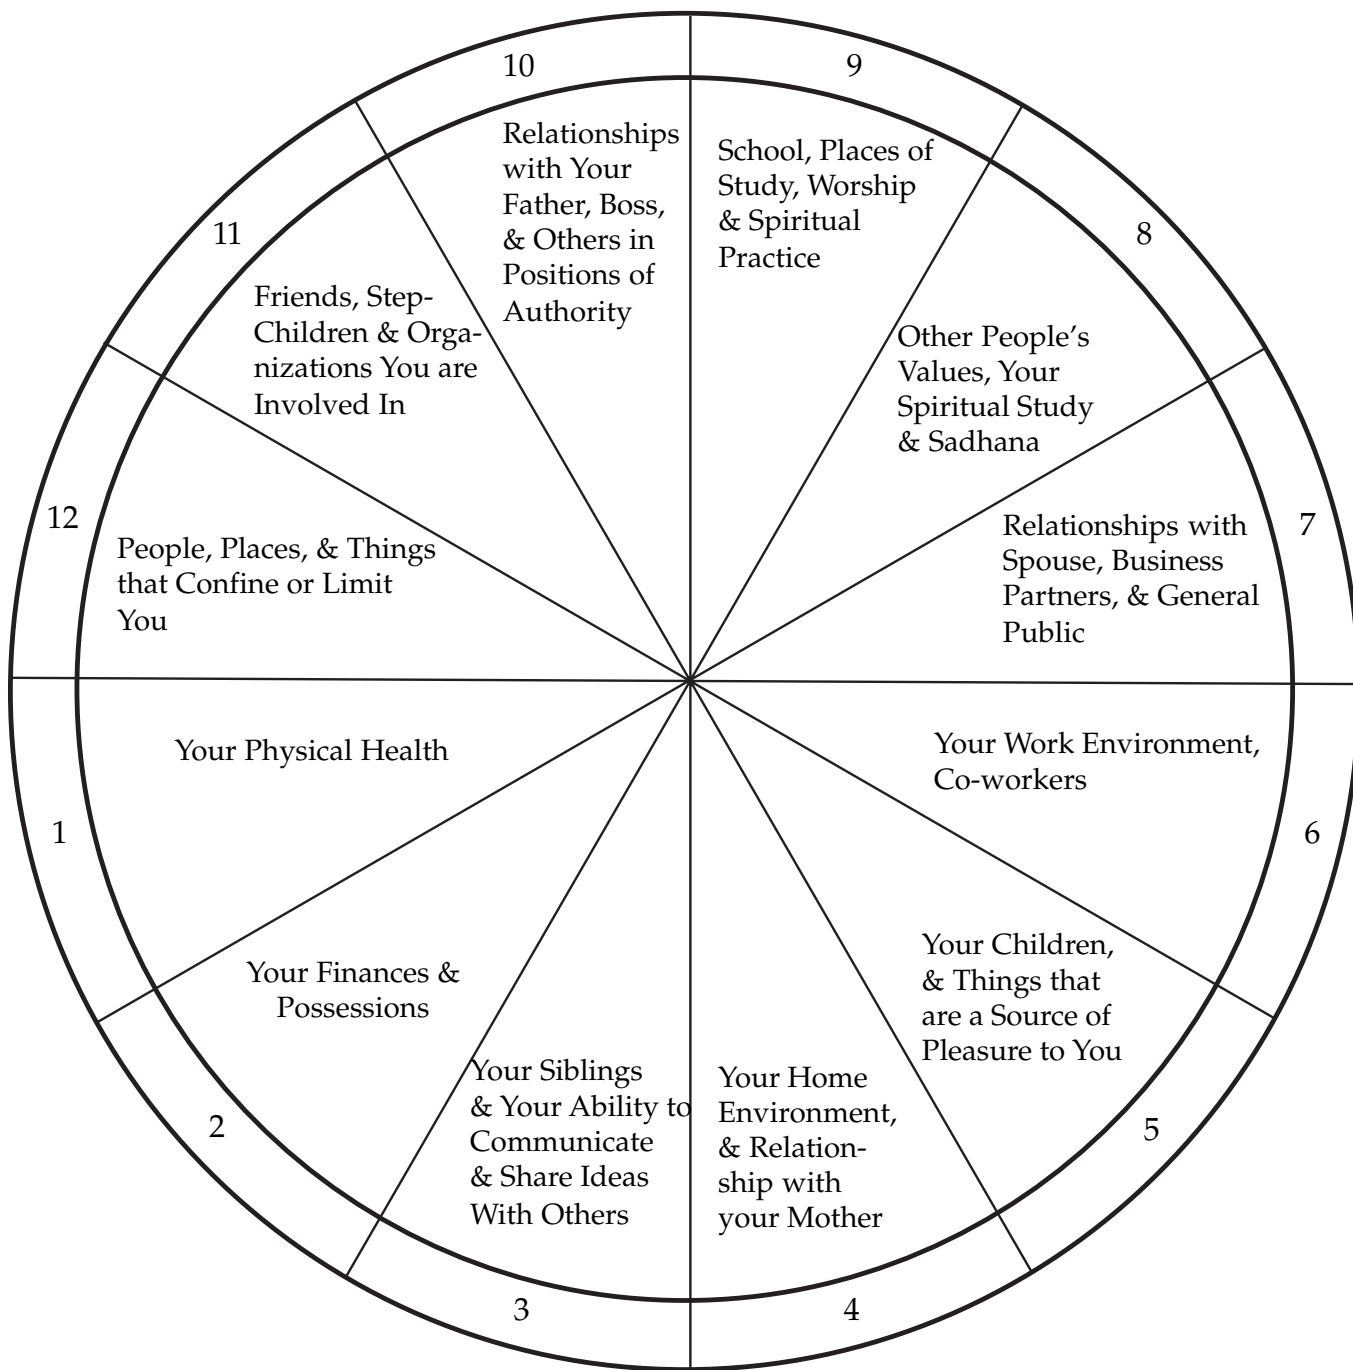 10
Relationships
with Your
Father, Boss,
& Others in
Positions of
Authority
9
School, Places of
Study, Worship
& Spiritual
Practice
11
Friends, Step-
Children & Orga-
nizations You are
Involved In
8
Other People’s
Values, Your
Spiritual Study
& Sadhana
12
People, Places, & Things
that Confine or Limit
You
7
Relationships with
Spouse, Business
Partners, & General
Public
1
Your Physical Health
6
Your Work Environment,
Co-workers
2
Your Finances &
Possessions
5
Your Children,
& Things that
are a Source of
Pleasure to You
3
Your Siblings
& Your Ability to
Communicate
& Share Ideas
With Others
4
Your Home
Environment,
& Relation-
ship with
your Mother